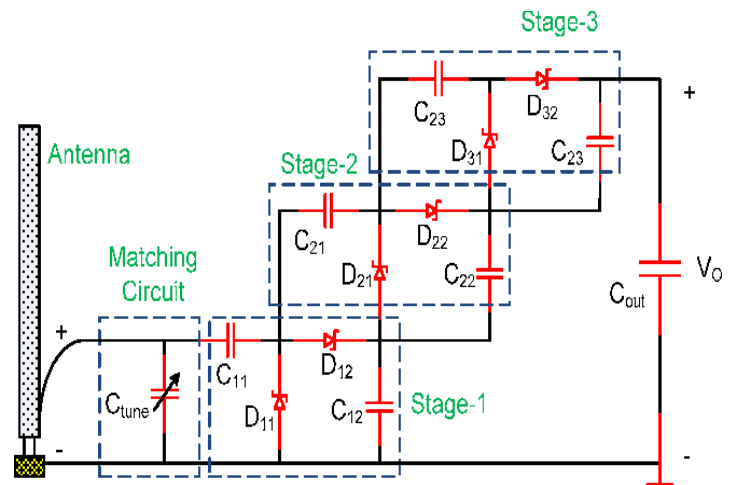 Stage-3
+
C23
D32
Antenna
D31
C23
Stage-2
C21
D22
Matching
Circuit
D21
C22
VO
Cout
+
C11
D12
Ctune
D11
C12
Stage-1
-
-